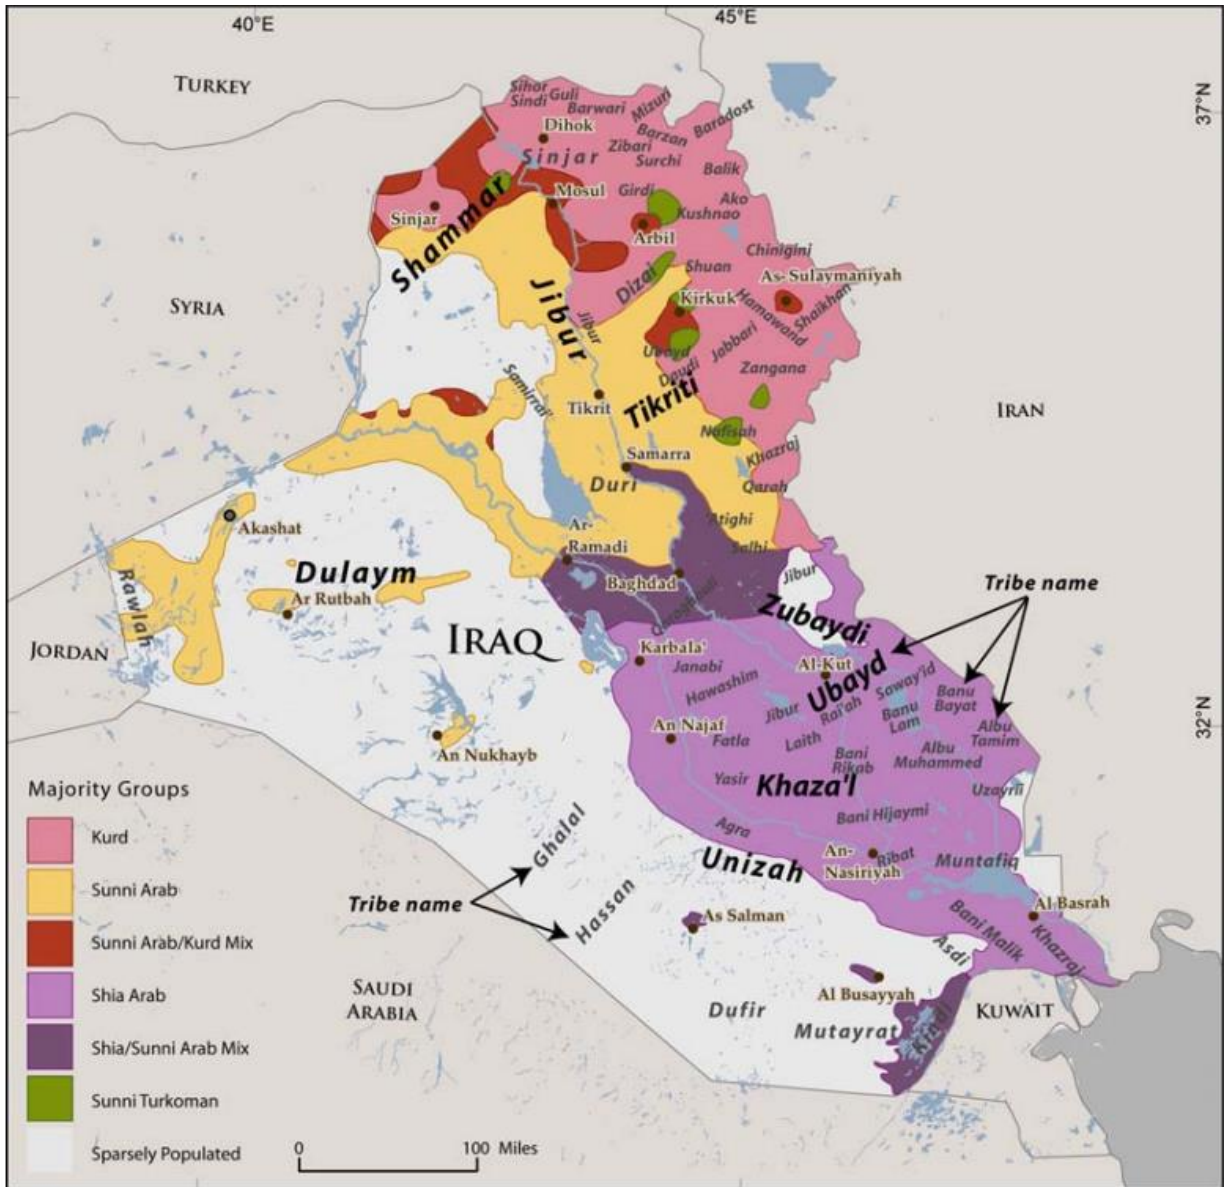 40°E
45°E
37°N
32°N
TURKEY
SYRIA
IRAN
JORDAN
IRAQ
SAUDI
ARABIA
KUWAIT
Sihor
Sindi
Guli
Barwari
Mizuri
Baradost
Dihok
Barzan
Zibari
Surchi
Sinjar
Balik
Girdi
Mosul
Ako
Kushnao
Sinjar
Shammar
Arbil
Chinigini
Dizai
Shuan
As-Sulaymaniyah
Kirkuk
Hamawand
Shaikhan
Jibur
Jibur
Jabbari
Ubayd
Daudi
Zangana
Samirrai'
Tikrit
Tikriti
Nafisah
Samarra
Khazraj
Duri
Qarah
Akashat
'Atighi
Salhi
Ar-
Ramadi
Baghdad
Jibur
Rawlah
Dulaym
Ar Rutbah
Zubaydi
Tribe name
Karbala'
Janabi
Al-Kut
Ubayd
Saway'id
Banu
Bayat
Hawashim
Jibur
Rai'ah
Banu
Lam
Albu
Tamim
An Najaf
Fatla
Laith
Bani
Rikab
Albu
Muhammed
An Nukhayb
Yasir
Khaza'l
Uzayrli
Bani Hijaymi
Agra
Ghalal
Unizah
An-
Nasiriyah
Ribat
Muntafiq
Tribe name
Hassan
As Salman
Al Basrah
Bani Malik
Khazraj
Asdi
Al Busayyah
Dufir
Mutayrat
Kindi
Majority Groups
Kurd
Sunni Arab
Sunni Arab/Kurd Mix
Shia Arab
Shia/Sunni Arab Mix
Sunni Turkoman
Sparsely Populated
0
100 Miles